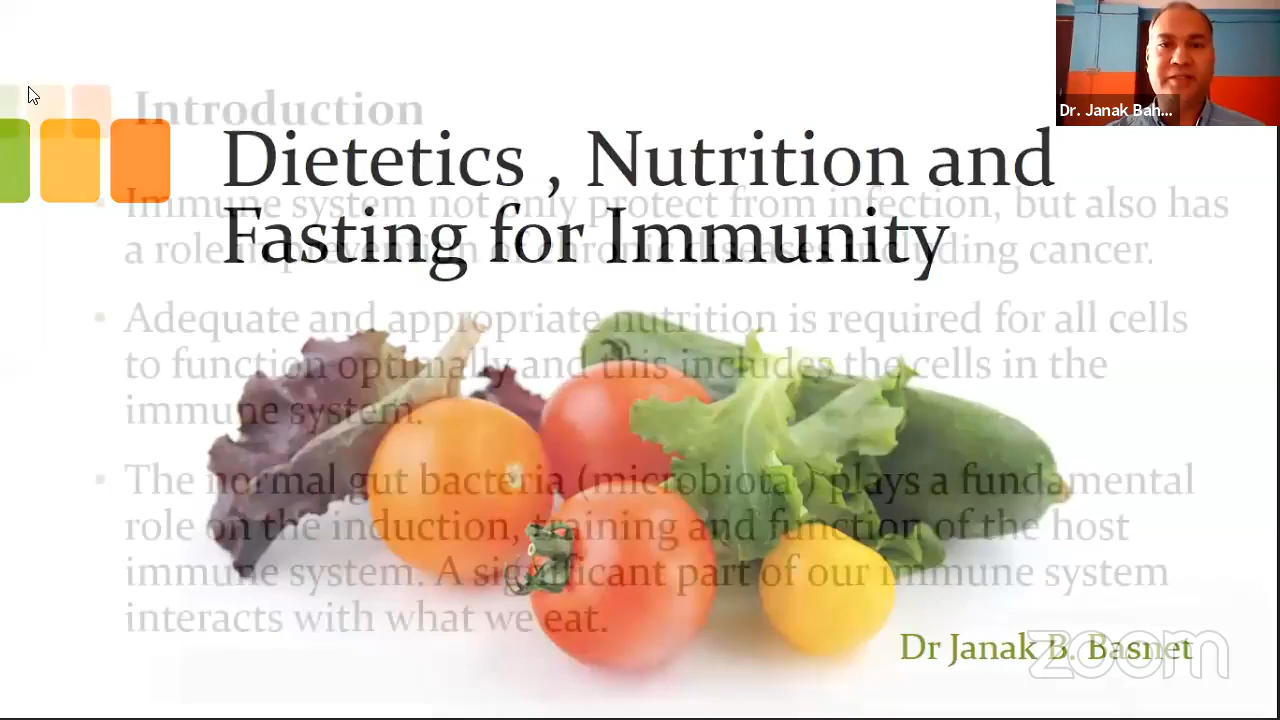 Introduction
Dietetics , Nutrition and
Fasting for Immunity
Immune system not only protect from infection, but also has
a role in prevention of chronic diseases including cancer.
Adequate and appropriate nutrition is required for all cells
to function optimally and this includes the cells in the
immune system.
The normal gut bacteria (microbiota ) plays a fundamental
role on the induction, training and function of the host
immune system. A significant part of our immune system
interacts with what we eat.
Dr Janak B. Basnet
zoom
Dr. Janak Bah...